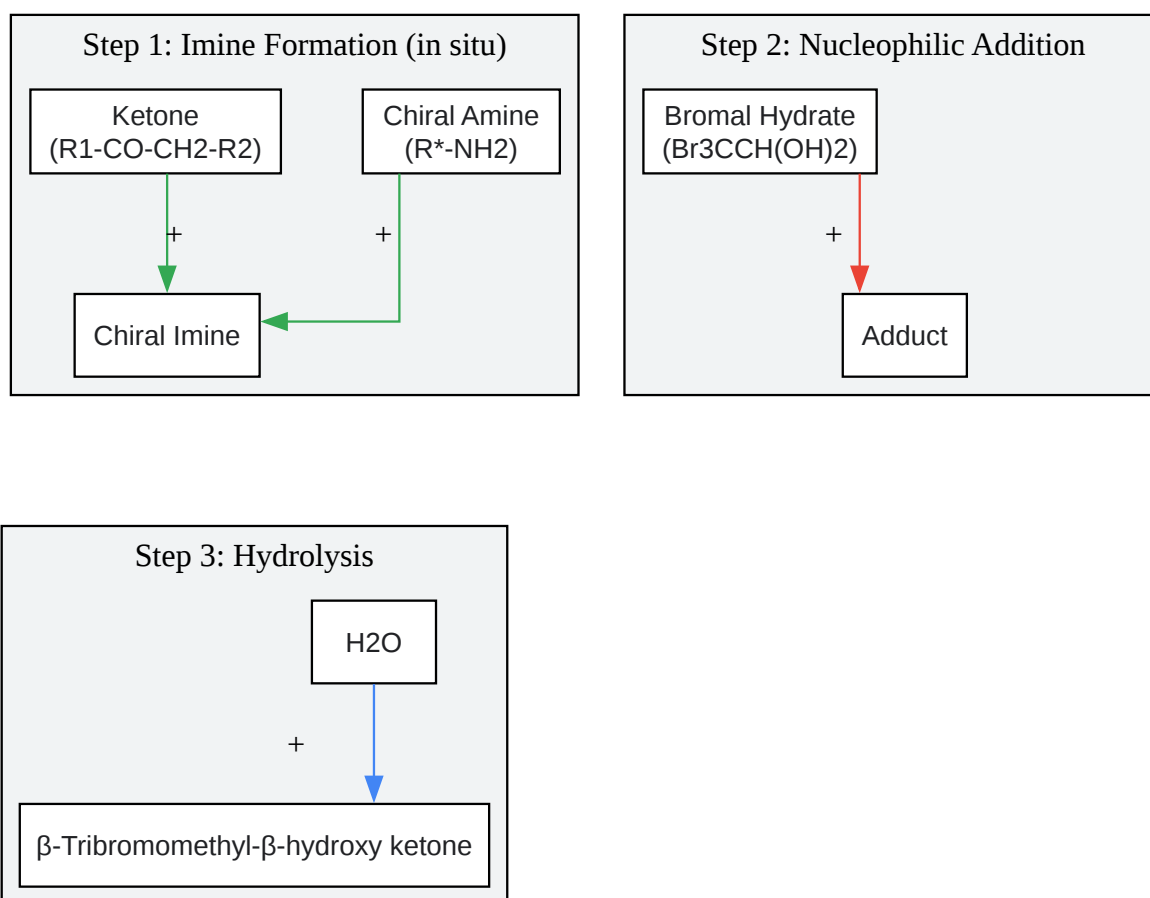 Step 1: Imine Formation (in situ)
Ketone
(R1-CO-CH2-R2)
Chiral Amine
(R*-NH2)
+
+
Chiral Imine
Step 2: Nucleophilic Addition
Bromal Hydrate
(Br3CCH(OH)2)
+
Adduct
Step 3: Hydrolysis
H2O
+
β-Tribromomethyl-β-hydroxy ketone